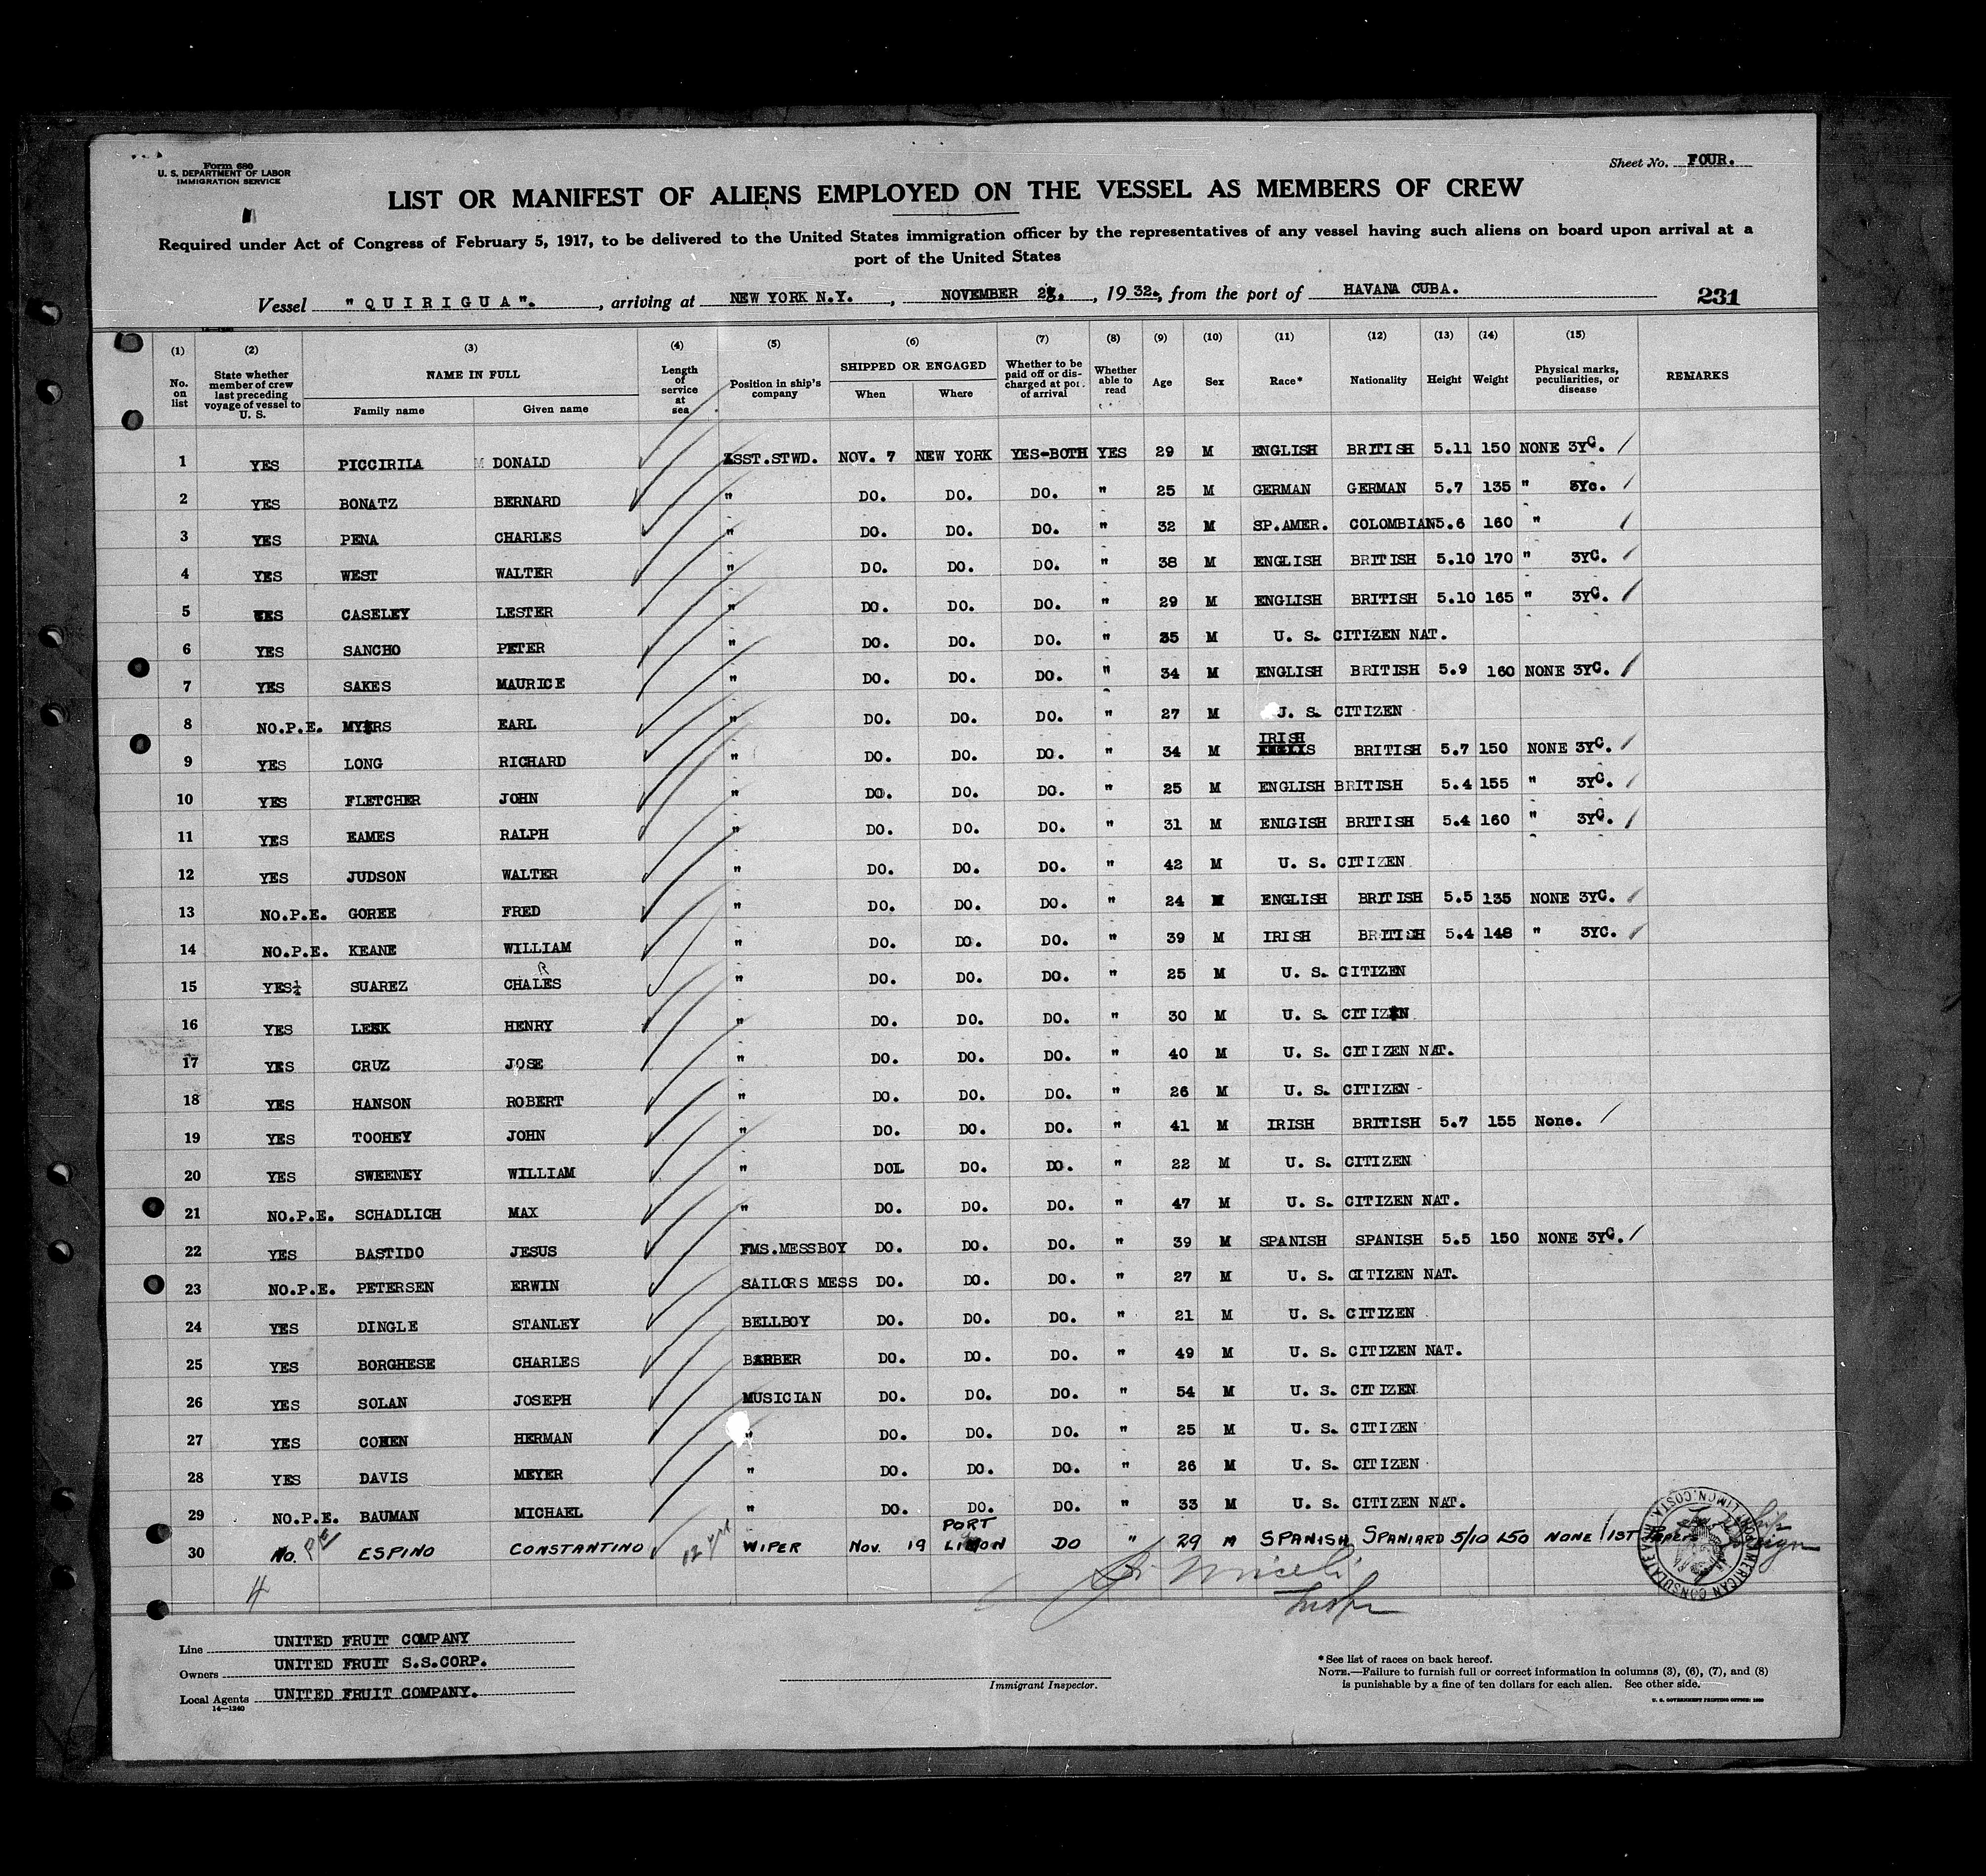 Form 680
U. S. DEPARTMENT OF LABOR
IMMIGRATION SERVICE
Sheet No. FOUR.
LIST OR MANIFEST OF ALIENS EMPLOYED ON THE VESSEL AS MEMBERS OF CREW
Required under Act of Congress of February 5, 1917, to be delivered to the United States immigration officer by the representatives of any vessel having such aliens on board upon arrival at a
port of the United States
Vessel "QUIRIGUA"., arriving at NEW YORK N.Y., NOVEMBER , 1932., from the port of HAVANA CUBA. 231
(1) (2) (3) (4) (5) (6) (7) (8) (9) (10) (11) (12) (13) (14) (15)
No. on list State whether member of crew last preceding voyage of vessel to U. S. NAME IN FULL Family name Given name Length of service at sea Position in ship's company SHIPPED OR ENGAGED When Where Whether to be paid off or discharged at port of arrival Whether able to read Age Sex Race* Nationality Height Weight Physical marks, peculiarities, or disease REMARKS
1 YES PICCIRILA DONALD ASST.STWD. NOV. 7 NEW YORK YES-BOTH YES 29 M ENGLISH BRITISH 5.11 150 NONE 3YC.
2 YES BONATZ BERNARD " DO. DO. DO. " 25 M GERMAN GERMAN 5.7 135 " 3YC.
3 YES PENA CHARLES " DO. DO. DO. " 32 M SP.AMER. COLOMBIAN 5.6 160 "
4 YES WEST WALTER " DO. DO. DO. " 38 M ENGLISH BRITISH 5.10 170 " 3YC.
5 YES CASELEY LESTER " DO. DO. DO. " 29 M ENGLISH BRITISH 5.10 165 " 3YC.
6 YES SANCHO PETER " DO. DO. DO. " 35 M U. S. CITIZEN NAT.
7 YES SAKES MAURICE " DO. DO. DO. " 34 M ENGLISH BRITISH 5.9 160 NONE 3YC.
8 NO.P.E. MYERS EARL " DO. DO. DO. " 27 M U. S. CITIZEN
9 YES LONG RICHARD " DO. DO. DO. " 34 M IRISH BRITISH 5.7 150 NONE 3YC.
10 YES FLETCHER JOHN " DO. DO. DO. " 25 M ENGLISH BRITISH 5.4 155 " 3YC.
11 YES EAMES RALPH " DO. DO. DO. " 31 M ENLGISH BRITISH 5.4 160 " 3YC.
12 YES JUDSON WALTER " DO. DO. DO. " 42 M U. S. CITIZEN
13 NO.P.E. GOREE FRED " DO. DO. DO. " 24 M ENGLISH BRITISH 5.5 135 NONE 3YC.
14 NO.P.E. KEANE WILLIAM " DO. DO. DO. " 39 M IRISH BRITISH 5.4 148 " 3YC.
15 YES¼ SUAREZ CHARLES " DO. DO. DO. " 25 M U. S. CITIZEN
16 YES HENRY " DO. DO. DO. " 30 M U. S. CITIZEN
17 YES CRUZ JOSE " DO. DO. DO. " 40 M U. S. CITIZEN NAT.
18 YES HANSON ROBERT " DO. DO. DO. " 26 M U. S. CITIZEN
19 YES TOOHEY JOHN " DO. DO. DO. " 41 M IRISH BRITISH 5.7 155 None.
20 YES SWEENEY WILLIAM " DOL DO. DO. " 22 M U. S. CITIZEN
21 NO.P.E. SCHADLICH MAX " DO. DO. DO. " 47 M U. S. CITIZEN NAT.
22 YES BASTIDO JESUS FMS.MESSBOY DO. DO. DO. " 39 M SPANISH SPANISH 5.5 150 NONE 3YC.
23 NO.P.E. PETERSEN ERWIN SAILORS MESS DO. DO. DO. " 27 M U. S. CITIZEN NAT.
24 YES DINGLE STANLEY BELLBOY DO. DO. DO. " 21 M U. S. CITIZEN
25 YES BORGHESE CHARLES BARBER DO. DO. DO. " 49 M U. S. CITIZEN NAT.
26 YES SOLAN JOSEPH MUSICIAN DO. DO. DO. " 54 M U. S. CITIZEN
27 YES COHEN HERMAN " DO. DO. DO. " 25 M U. S. CITIZEN
28 YES DAVIS MEYER " DO. DO. DO. " 26 M U. S. CITIZEN
29 NO.P.E. BAUMAN MICHAEL " DO. DO. DO. " 33 M U. S. CITIZEN NAT.
30 No. PE ESPINO CONSTANTINO 12 yrs WIPER Nov. 19 PORT LIMON DO " 29 M SPANISH SPANIARD 5/10 150 NONE 1ST
AMERICAN CONSULATE PORT LIMON, COSTA RICA
4
Line UNITED FRUIT COMPANY
Owners UNITED FRUIT S.S.CORP.
Local Agents UNITED FRUIT COMPANY.
14—1240
Immigrant Inspector.
*See list of races on back hereof.
NOTE.—Failure to furnish full or correct information in columns (3), (6), (7), and (8)
is punishable by a fine of ten dollars for each alien. See other side.